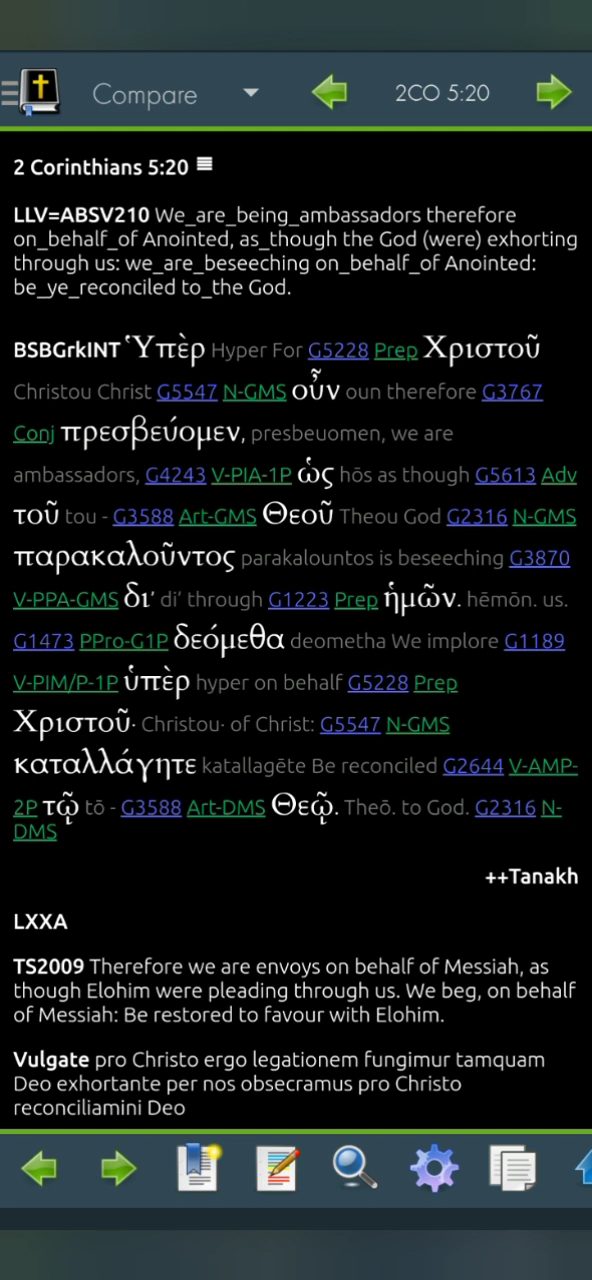 Compare
2CO 5:20
2 Corinthians 5:20
LLV=ABSV210 We_are_being_ambassadors therefore
on_behalf_of Anointed, as_though the God (were) exhorting
through us: we_are_beseeching on_behalf_of Anointed:
be_ye_reconciled to_the God.
BSBGrkINT Ὑπὲρ Hyper For G5228 Prep Χριστοῦ
Christou Christ G5547 N-GMS οὖν oun therefore G3767
Conj πρεσβεύομεν, presbeuomen, we are
ambassadors, G4243 V-PIA-1P ὡς hōs as though G5613 Adv
τοῦ tou - G3588 Art-GMS Θεοῦ Theou God G2316 N-GMS
παρακαλοῦντος parakalountos is beseeching G3870
V-PPA-GMS δι’ di’ through G1223 Prep ἡμῶν. hēmōn. us.
G1473 PPro-G1P δεόμεθα deometha We implore G1189
V-PIM/P-1P ὑπὲρ hyper on behalf G5228 Prep
Χριστοῦ· Christou· of Christ: G5547 N-GMS
καταλλάγητε katallagēte Be reconciled G2644 V-AMP-
2P τῷ tō - G3588 Art-DMS Θεῷ. Theō. to God. G2316 N-
DMS
++Tanakh
LXXA
TS2009 Therefore we are envoys on behalf of Messiah, as
though Elohim were pleading through us. We beg, on behalf
of Messiah: Be restored to favour with Elohim.
Vulgate pro Christo ergo legationem fungimur tamquam
Deo exhortante per nos obsecramus pro Christo
reconciliamini Deo